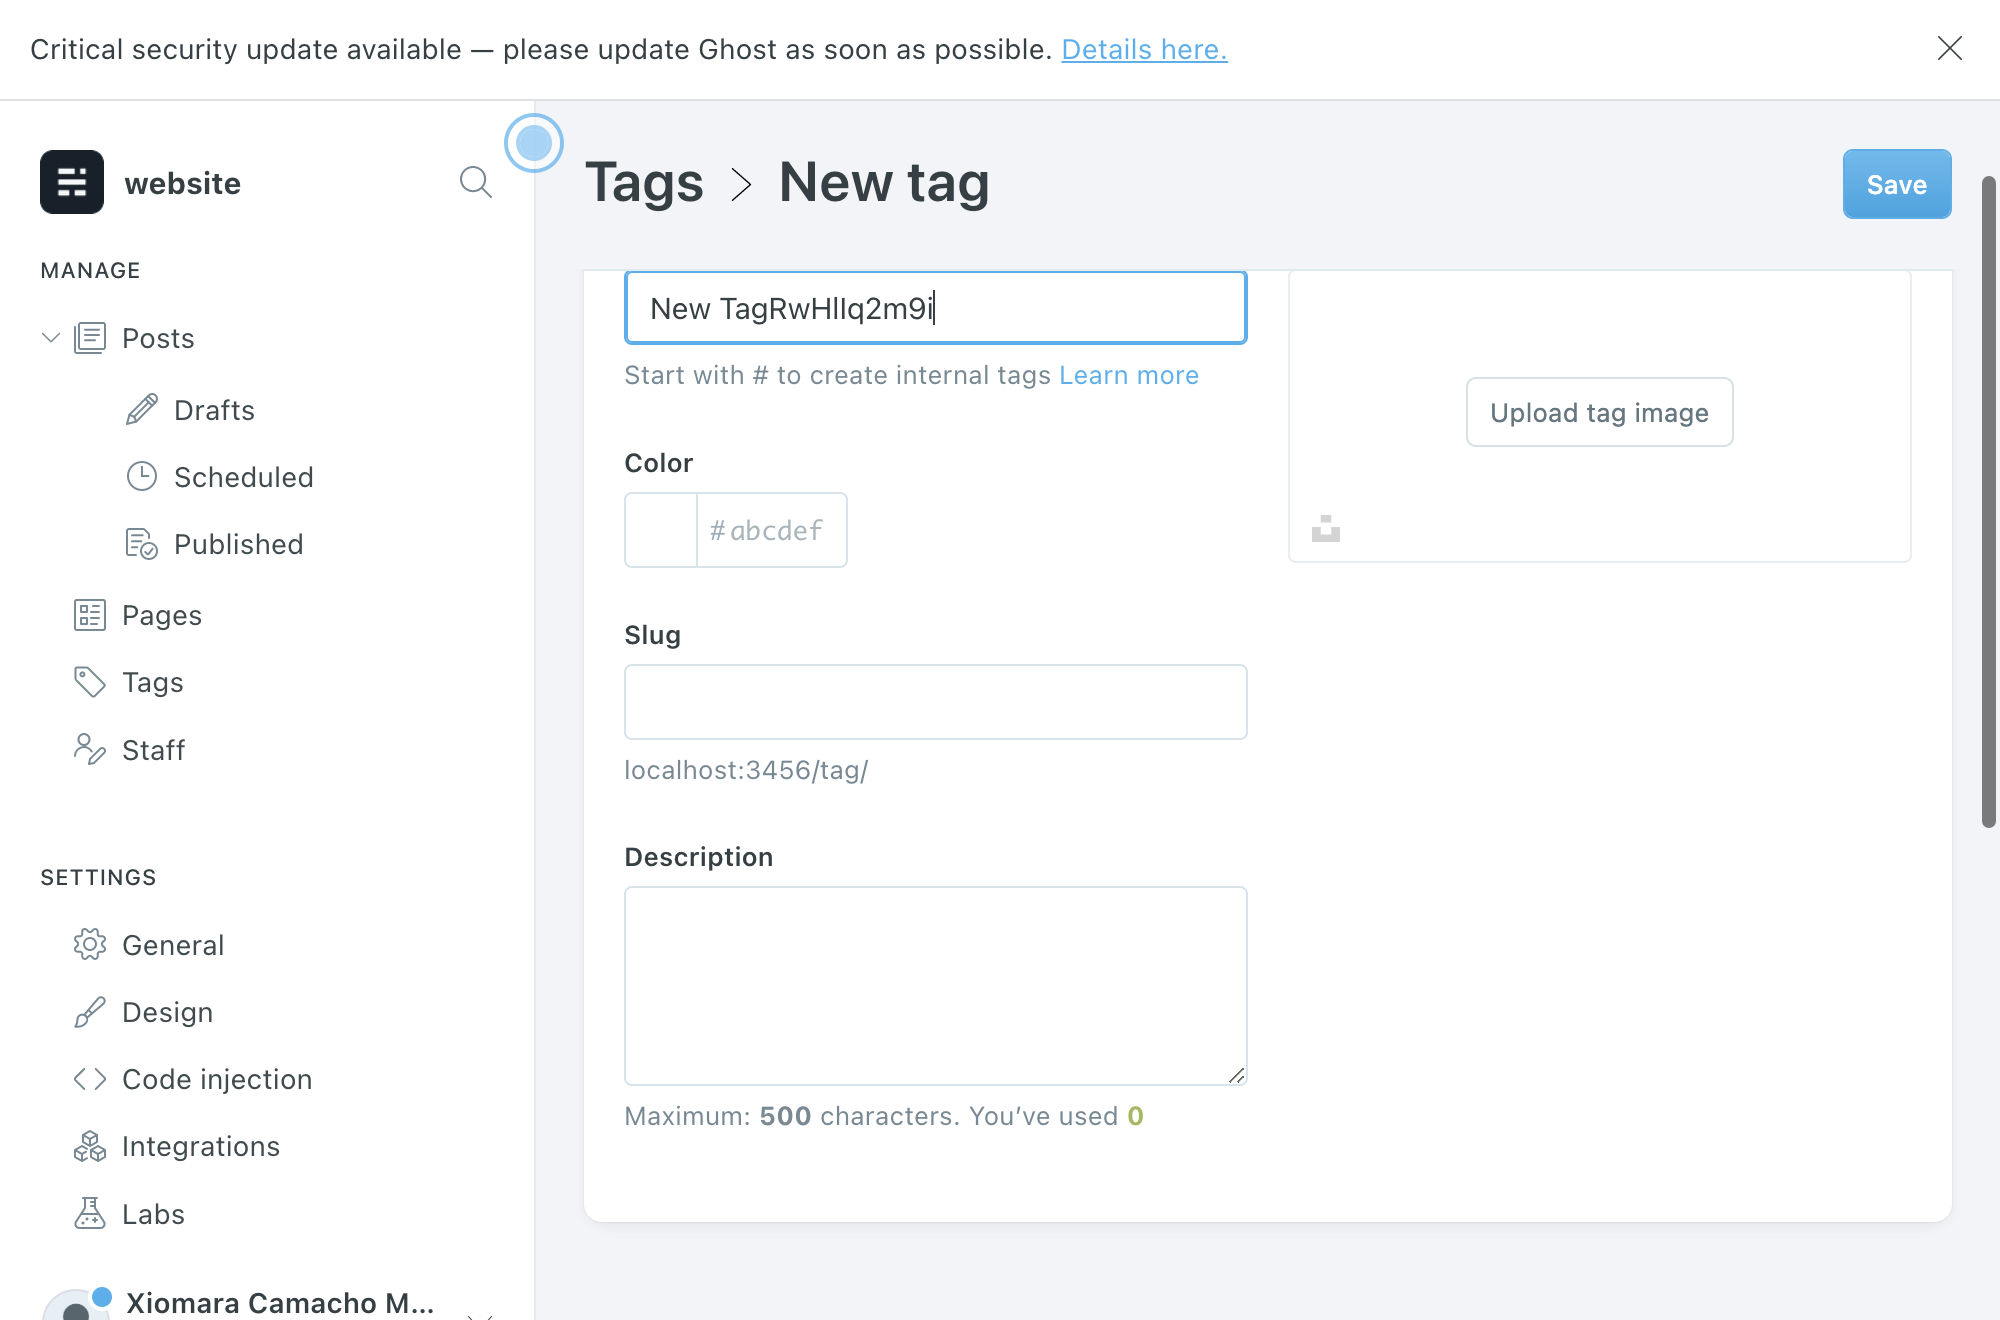 Critical security update available — please update Ghost as soon as possible. Details here.
website
Tags > New tag
Save
MANAGE
Posts
Drafts
Scheduled
Published
Pages
Tags
Staff
SETTINGS
General
Design
Code injection
Integrations
Labs
Xiomara Camacho M...
New TagRwHlIq2m9i
Start with # to create internal tags Learn more
Color
#abcdef
Slug
localhost:3456/tag/
Description
Maximum: 500 characters. You’ve used 0
Upload tag image